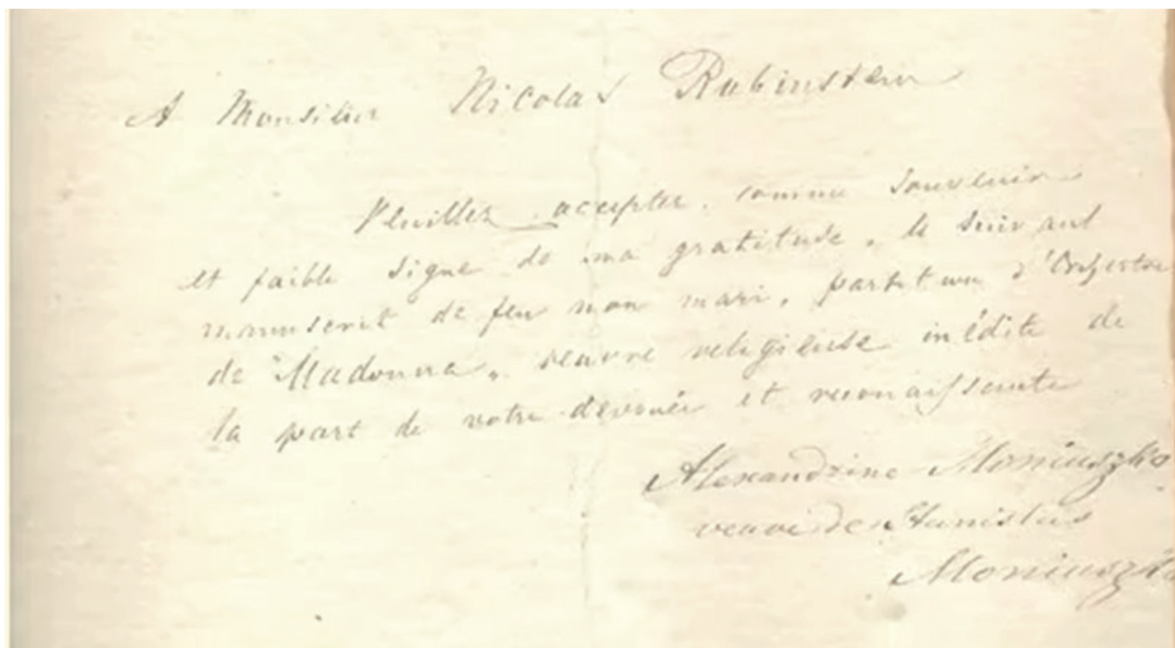 A Monsieur Nicolas Rubinstein
Veuillez accepter, comme souvenir
et faible signe de ma gratitude, le suivant
manuscrit de feu mon mari, partition d'Orchestre
de "Madonna", oeuvre religieuse inédite de
la part de votre dévouée et reconaissante
Alexandrine Moniuszko
veuve de Stanislas
Moniuszko